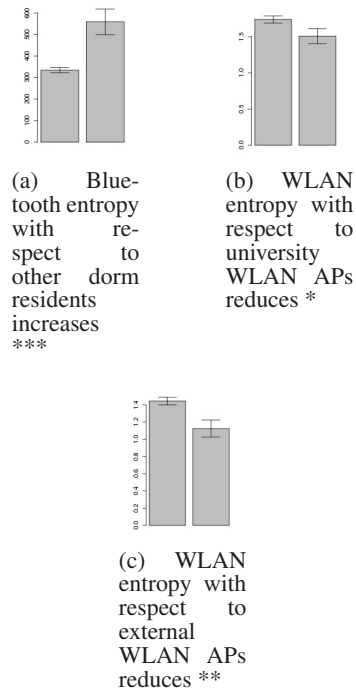 600
500
400
300
200
100
0
1.5
1.0
0.5
0.0
(a) Blue-
tooth entropy
with re-
spect to
other dorm
residents
increases
***
(b) WLAN
entropy with
respect to
university
WLAN APs
reduces *
1.4
1.2
1.0
0.8
0.6
0.4
0.2
0.0
(c) WLAN
entropy with
respect to
external
WLAN APs
reduces **